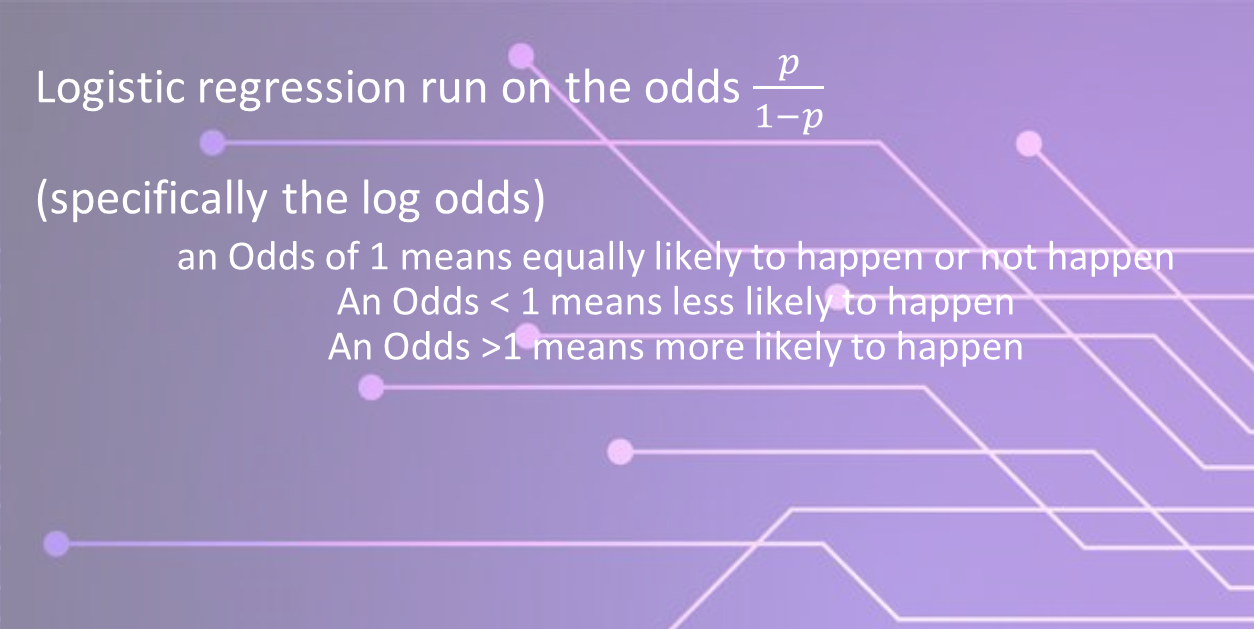 Logistic regression run on the odds \frac{p}{1-p}
(specifically the log odds)
an Odds of 1 means equally likely to happen or not happen
An Odds < 1 means less likely to happen
An Odds >1 means more likely to happen